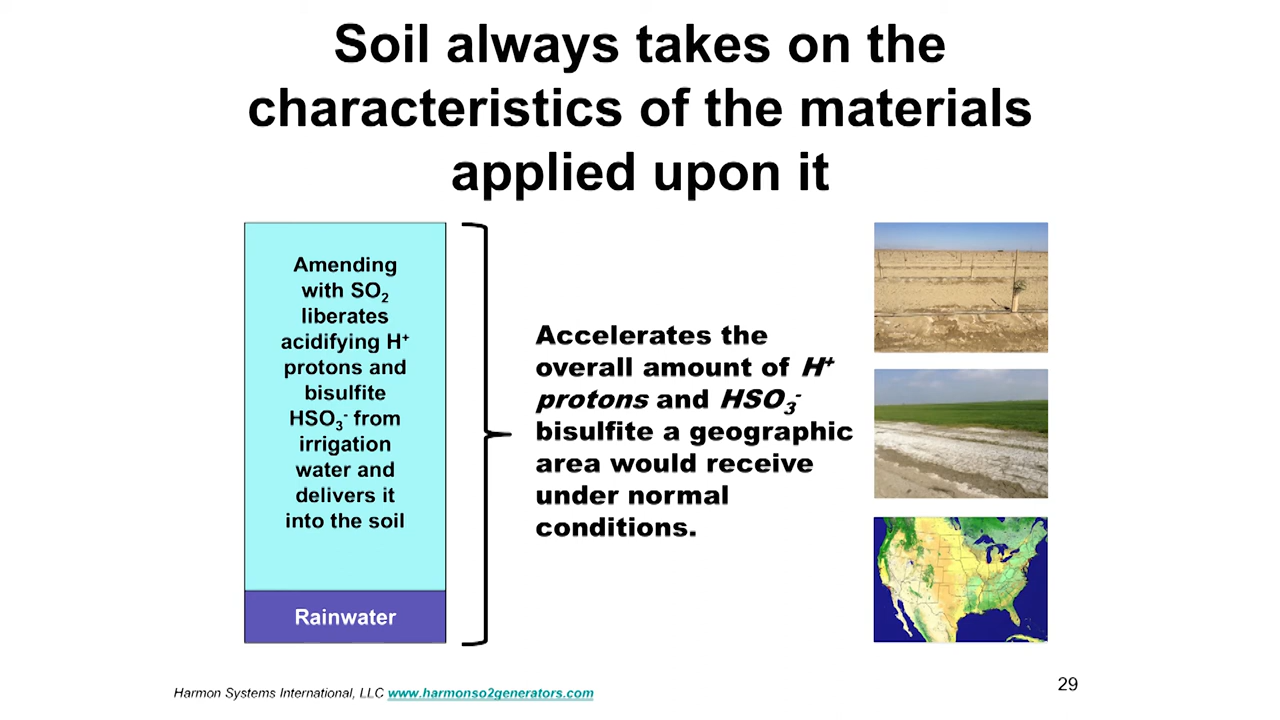 Soil always takes on the
characteristics of the materials
applied upon it
Amending
with SO₂
liberates
acidifying H⁺
protons and
bisulfite
HSO₃⁻ from
irrigation
water and
delivers it
into the soil
Rainwater
Accelerates the
overall amount of H⁺
protons and HSO₃⁻
bisulfite a geographic
area would receive
under normal
conditions.
Harmon Systems International, LLC www.harmonso2generators.com
29